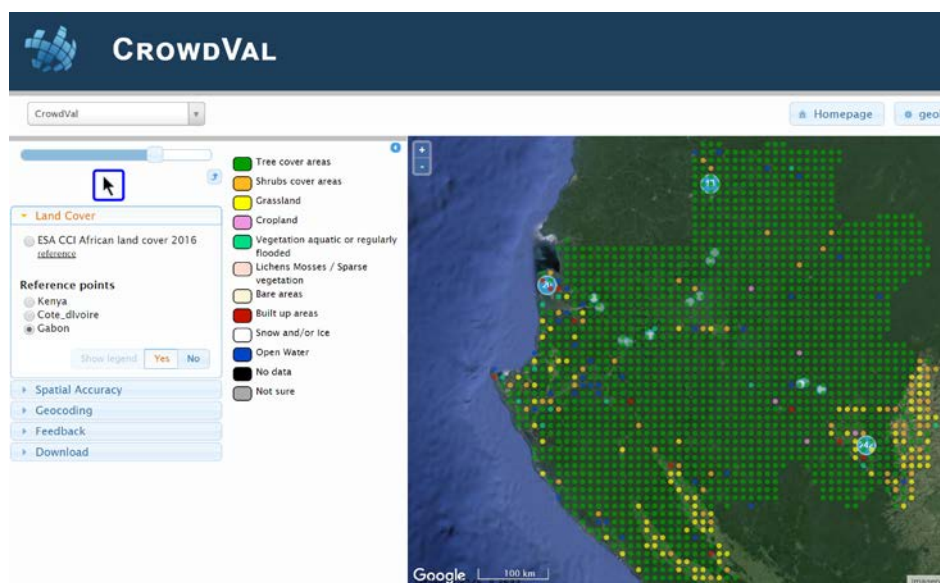 CROWDVAL
CrowdVal
Homepage
geo
Land Cover
ESA CCI African land cover 2016
reference
Reference points
Kenya
Cote_dIvoire
Gabon
Show legend Yes No
Spatial Accuracy
Geocoding
Feedback
Download
Tree cover areas
Shrubs cover areas
Grassland
Cropland
Vegetation aquatic or regularly
flooded
Lichens Mosses / Sparse
vegetation
Bare areas
Built up areas
Snow and/or Ice
Open Water
No data
Not sure
+
-
Google
100 km